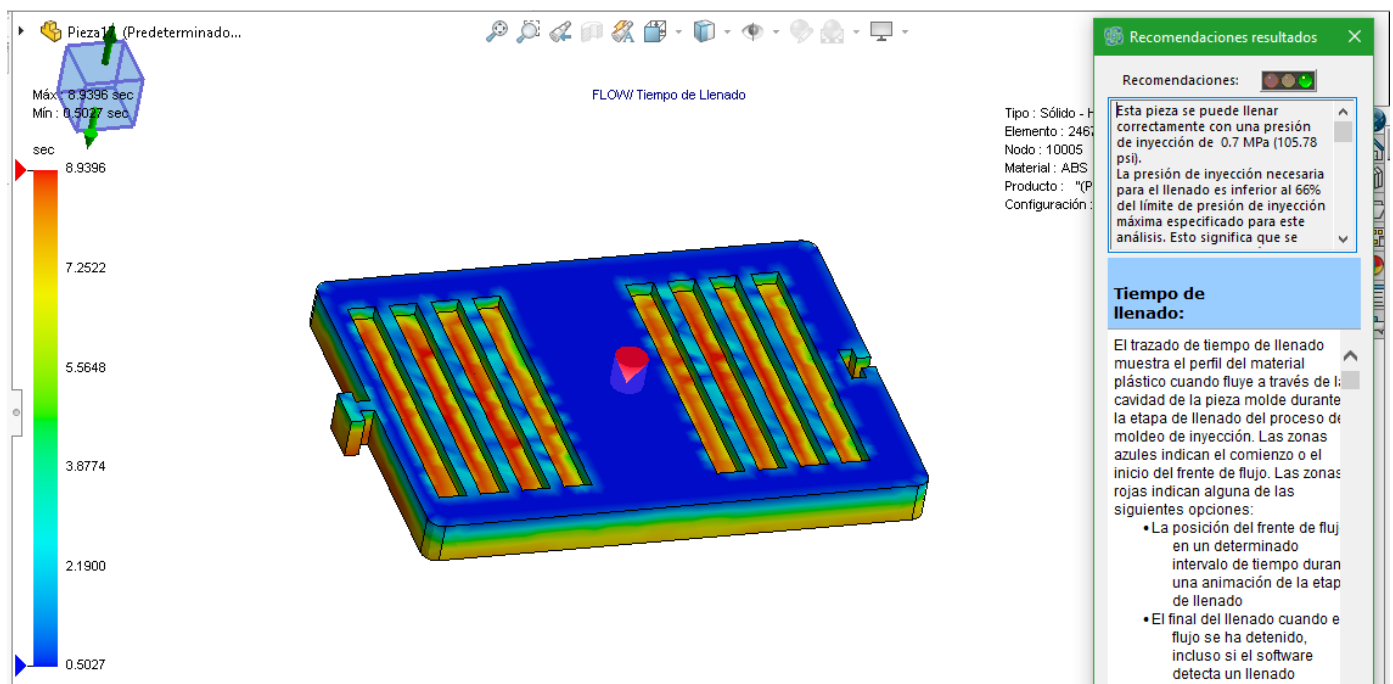 Pieza1 (Predeterminado...
Máx : 8.9396 sec
Mín : 0.5027 sec
sec
8.9396
7.2522
5.5648
3.8774
2.1900
0.5027
FLOW/ Tiempo de Llenado
Tipo : Sólido - H
Elemento : 2467
Nodo : 10005
Material : ABS
Producto : "(P
Configuración :
Recomendaciones resultados
Recomendaciones:
Esta pieza se puede llenar
correctamente con una presión
de inyección de 0.7 MPa (105.78
psi).
La presión de inyección necesaria
para el llenado es inferior al 66%
del límite de presión de inyección
máxima especificado para este
análisis. Esto significa que se
Tiempo de
llenado:
El trazado de tiempo de llenado
muestra el perfil del material
plástico cuando fluye a través de la
cavidad de la pieza molde durante
la etapa de llenado del proceso de
moldeo de inyección. Las zonas
azules indican el comienzo o el
inicio del frente de flujo. Las zonas
rojas indican alguna de las
siguientes opciones:
•La posición del frente de fluj
en un determinado
intervalo de tiempo duran
una animación de la etap
de llenado
•El final del llenado cuando e
flujo se ha detenido,
incluso si el software
detecta un llenado